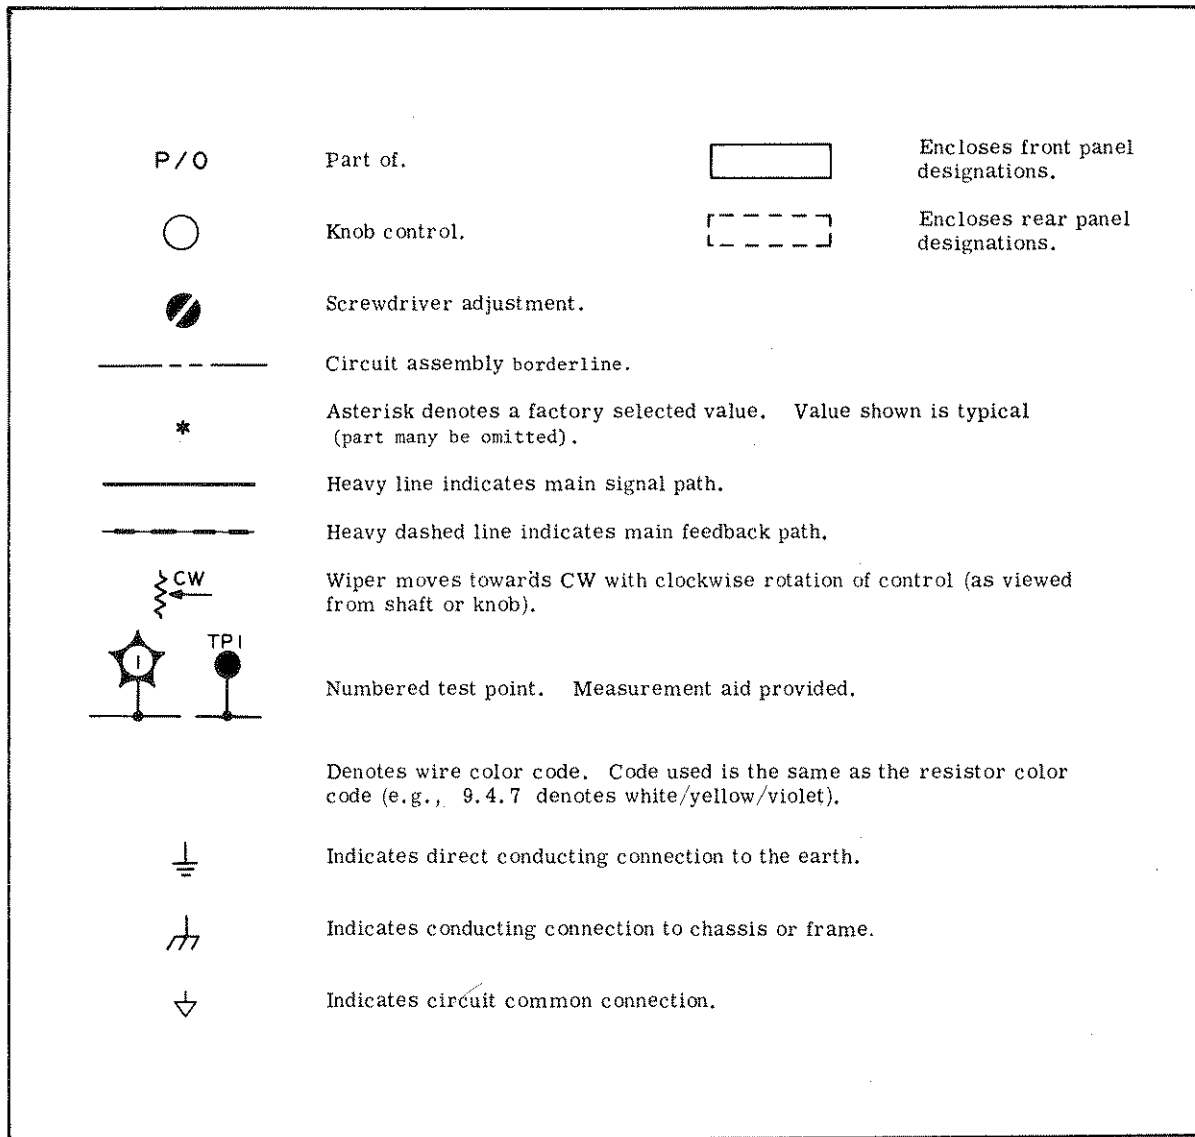 P/O Part of.
Encloses front panel
designations.
Knob control.
Encloses rear panel
designations.
Screwdriver adjustment.
Circuit assembly borderline.
* Asterisk denotes a factory selected value. Value shown is typical
(part many be omitted).
Heavy line indicates main signal path.
Heavy dashed line indicates main feedback path.
CW Wiper moves towards CW with clockwise rotation of control (as viewed
from shaft or knob).
1 TP1
Numbered test point. Measurement aid provided.
Denotes wire color code. Code used is the same as the resistor color
code (e.g., 9.4.7 denotes white/yellow/violet).
Indicates direct conducting connection to the earth.
Indicates conducting connection to chassis or frame.
Indicates circuit common connection.